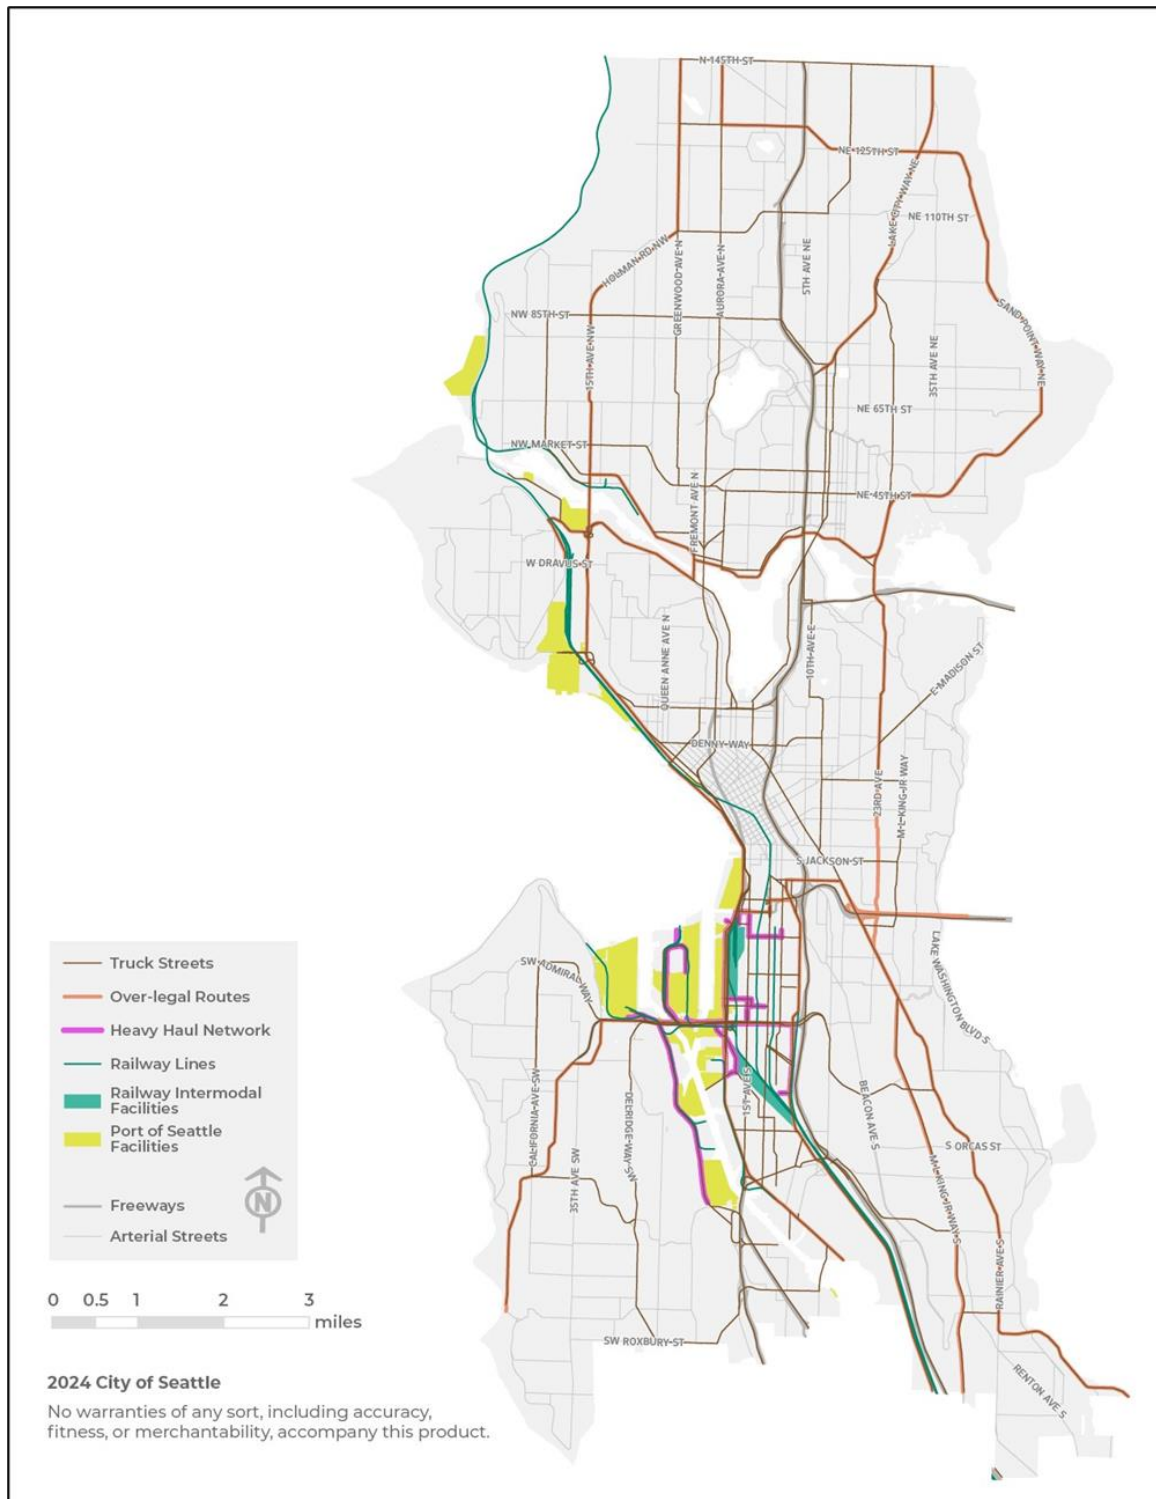 N 145TH ST
NE 125TH ST
LAKE CITY WAY NE
NE 110TH ST
HOLMAN RD NW
GREENWOOD AVE N
AURORA AVE N
5TH AVE NE
SAND POINT WAY NE
NW 85TH ST
15TH AVE NW
35TH AVE NE
NE 65TH ST
NW MARKET ST
FREMONT AVE N
NE 45TH ST
W DRAVUS ST
QUEEN ANNE AVE N
10TH AVE E
E MADISON ST
DENNY WAY
23RD AVE
M L KING JR WAY
S JACKSON ST
LAKE WASHINGTON BLVD S
SW ADMIRAL WAY
CALIFORNIA AVE SW
35TH AVE SW
DELRIDGE WAY SW
1ST AVE S
BEACON AVE S
S ORCAS ST
M L KING JR WAY S
RAINIER AVE S
SW ROXBURY ST
RENTON AVE S
Truck Streets
Over-legal Routes
Heavy Haul Network
Railway Lines
Railway Intermodal
Facilities
Port of Seattle
Facilities
Freeways
N
Arterial Streets
0 0.5 1 2 3
miles
2024 City of Seattle
No warranties of any sort, including accuracy,
fitness, or merchantability, accompany this product.